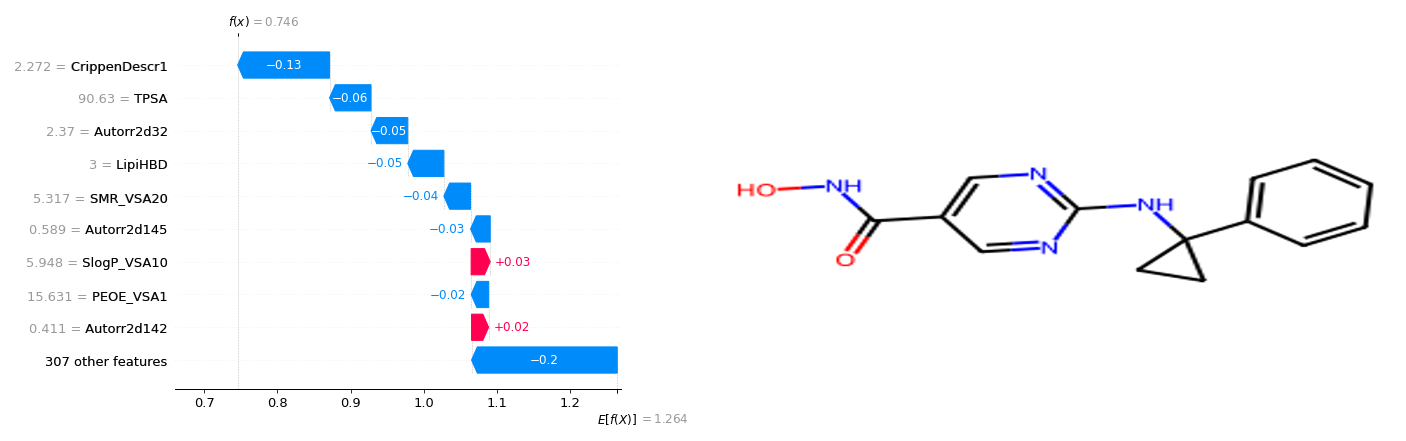 f(x) = 0.746
2.272 = CrippenDescr1
−0.13
90.63 = TPSA
−0.06
2.37 = Autorr2d32
−0.05
3 = LipiHBD
−0.05
5.317 = SMR_VSA20
−0.04
0.589 = Autorr2d145
−0.03
5.948 = SlogP_VSA10
+0.03
15.631 = PEOE_VSA1
−0.02
0.411 = Autorr2d142
+0.02
307 other features
−0.2
0.7 0.8 0.9 1.0 1.1 1.2
E[f(X)] = 1.264
HO
NH
O
N
N
NH